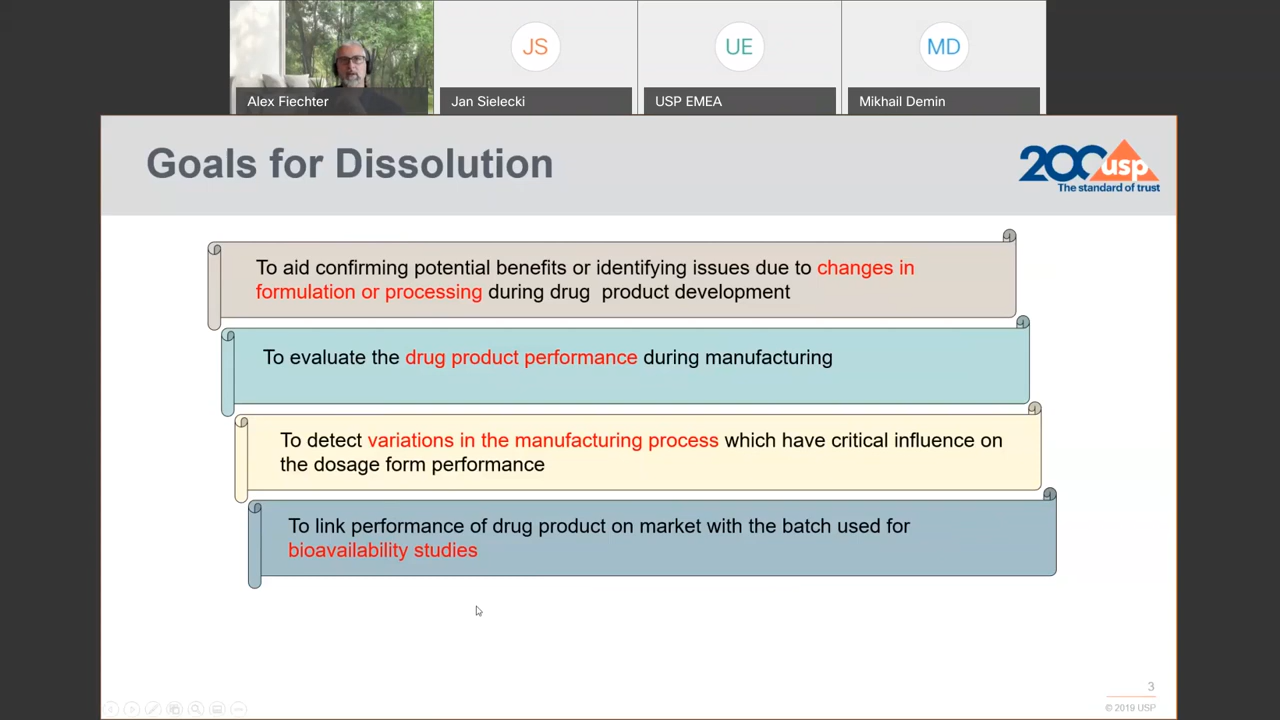 JS
UE
MD
Alex Fiechter
Jan Sielecki
USP EMEA
Mikhail Demin
Goals for Dissolution
200 usp
The standard of trust
To aid confirming potential benefits or identifying issues due to changes in
formulation or processing during drug product development
To evaluate the drug product performance during manufacturing
To detect variations in the manufacturing process which have critical influence on
the dosage form performance
To link performance of drug product on market with the batch used for
bioavailability studies
3
© 2019 USP